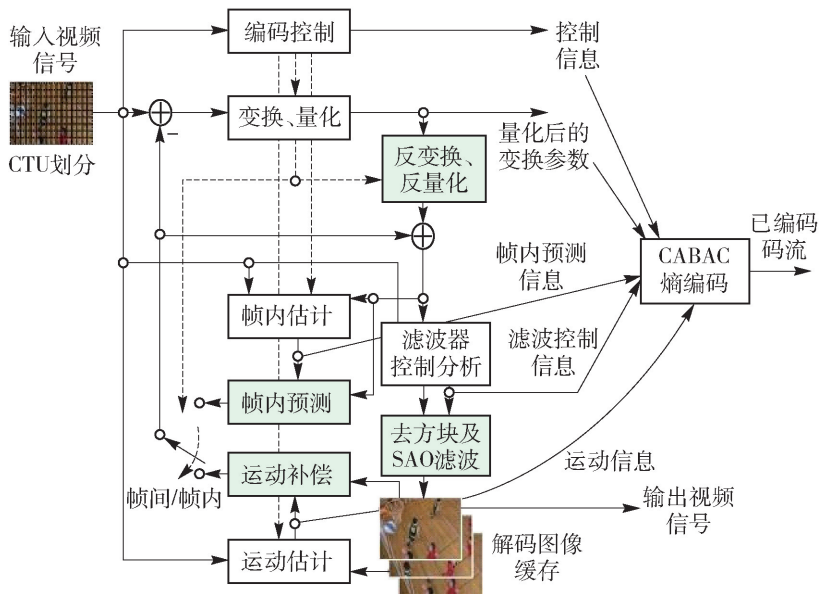 输入视频
信号
CTU划分
编码控制
控制
信息
变换、量化
量化后的
变换参数
反变换、
反量化
已编码
码流
CABAC
熵编码
帧内预测
信息
帧内估计
滤波器
控制分析
滤波控制
信息
帧内预测
去方块及
SAO滤波
运动补偿
运动信息
帧间/帧内
输出视频
信号
运动估计
解码图像
缓存